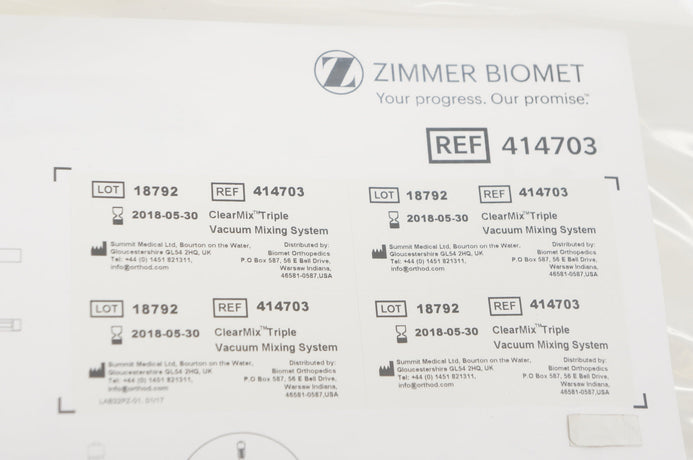 ZIMMER BIOMET
Your progress. Our promise.™
REF 414703
LOT 18792 REF 414703
2018-05-30 ClearMix™Triple
Vacuum Mixing System
Summit Medical Ltd, Bourton on the Water,
Gloucestershire GL54 2HQ, UK
Tel: +44 (0) 1451 821311,
info@orthod.com
Distributed by:
Biomet Orthopedics
P.O Box 587, 56 E Bell Drive,
Warsaw Indiana,
46581-0587,USA
LOT 18792 REF 414703
2018-05-30 ClearMix™Triple
Vacuum Mixing System
Summit Medical Ltd, Bourton on the Water,
Gloucestershire GL54 2HQ, UK
Tel: +44 (0) 1451 821311,
info@orthod.com
Distributed by:
Biomet Orthopedics
P.O Box 587, 56 E Bell Drive,
Warsaw Indiana,
46581-0587,USA
LOT 18792 REF 414703
2018-05-30 ClearMix™Triple
Vacuum Mixing System
Summit Medical Ltd, Bourton on the Water,
Gloucestershire GL54 2HQ, UK
Tel: +44 (0) 1451 821311,
info@orthod.com
Distributed by:
Biomet Orthopedics
P.O Box 587, 56 E Bell Drive,
Warsaw Indiana,
46581-0587,USA
LOT 18792 REF 414703
2018-05-30 ClearMix™Triple
Vacuum Mixing System
Summit Medical Ltd, Bourton on the Water,
Gloucestershire GL54 2HQ, UK
Tel: +44 (0) 1451 821311,
info@orthod.com
Distributed by:
Biomet Orthopedics
P.O Box 587, 56 E Bell Drive,
Warsaw Indiana,
46581-0587,USA